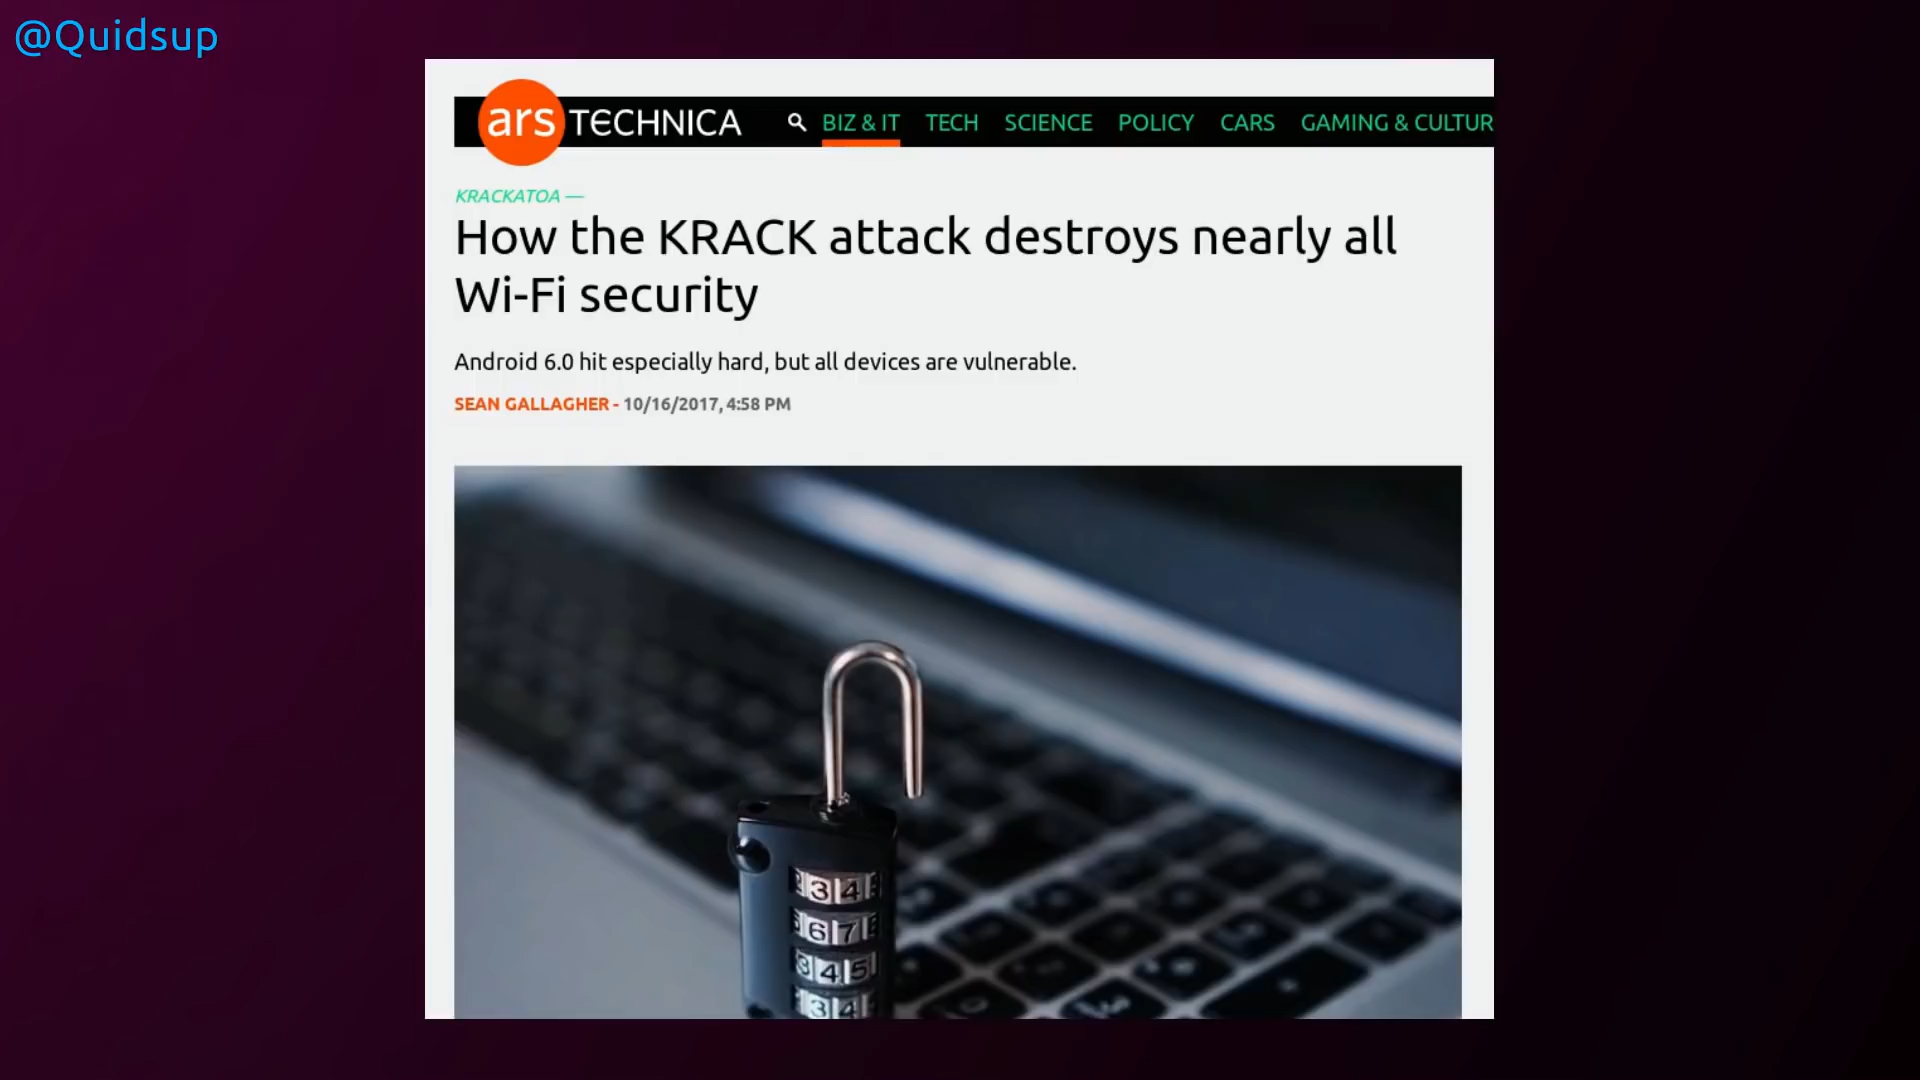 @Quidsup
ars TECHNICA BIZ & IT TECH SCIENCE POLICY CARS GAMING & CULTUR
KRACKATOA —
How the KRACK attack destroys nearly all
Wi-Fi security
Android 6.0 hit especially hard, but all devices are vulnerable.
SEAN GALLAGHER - 10/16/2017, 4:58 PM
34
67
345
34